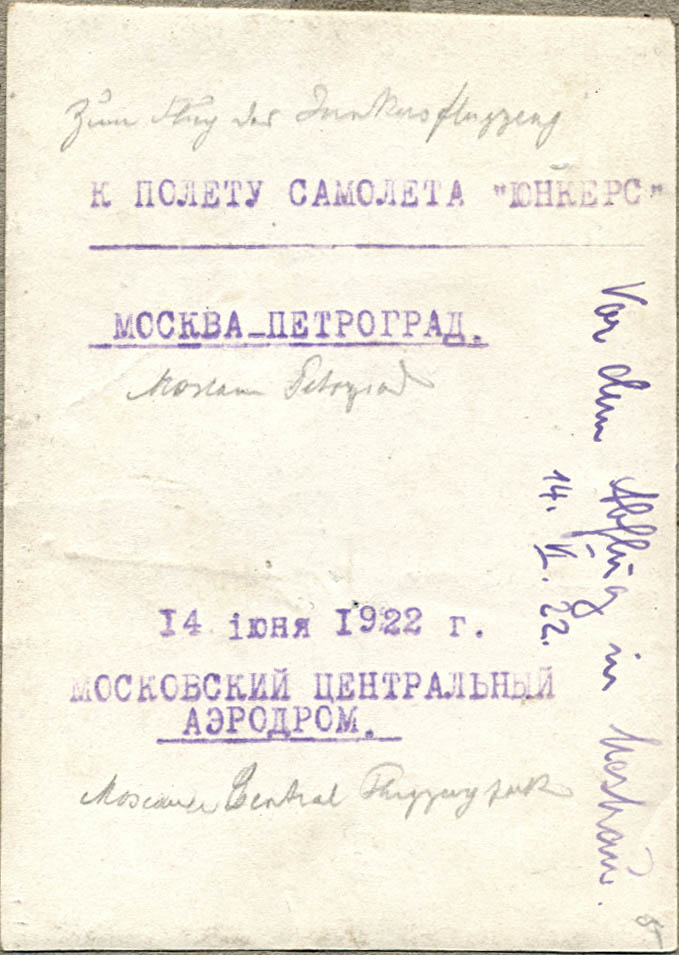 Zum Flug des Junkersflugzeug
К ПОЛЕТУ САМОЛЕТА "ЮНКЕРС"
МОСКВА-ПЕТРОГРАД.
Moskau Petrograd
14 iюня 1922 г.
МОСКОВСКИЙ ЦЕНТРАЛЬНЫЙ
АЭРОДРОМ.
Moscauer Central Flugzeugpark
Vor dem Abflug in Moskau.
14. VI. 22.